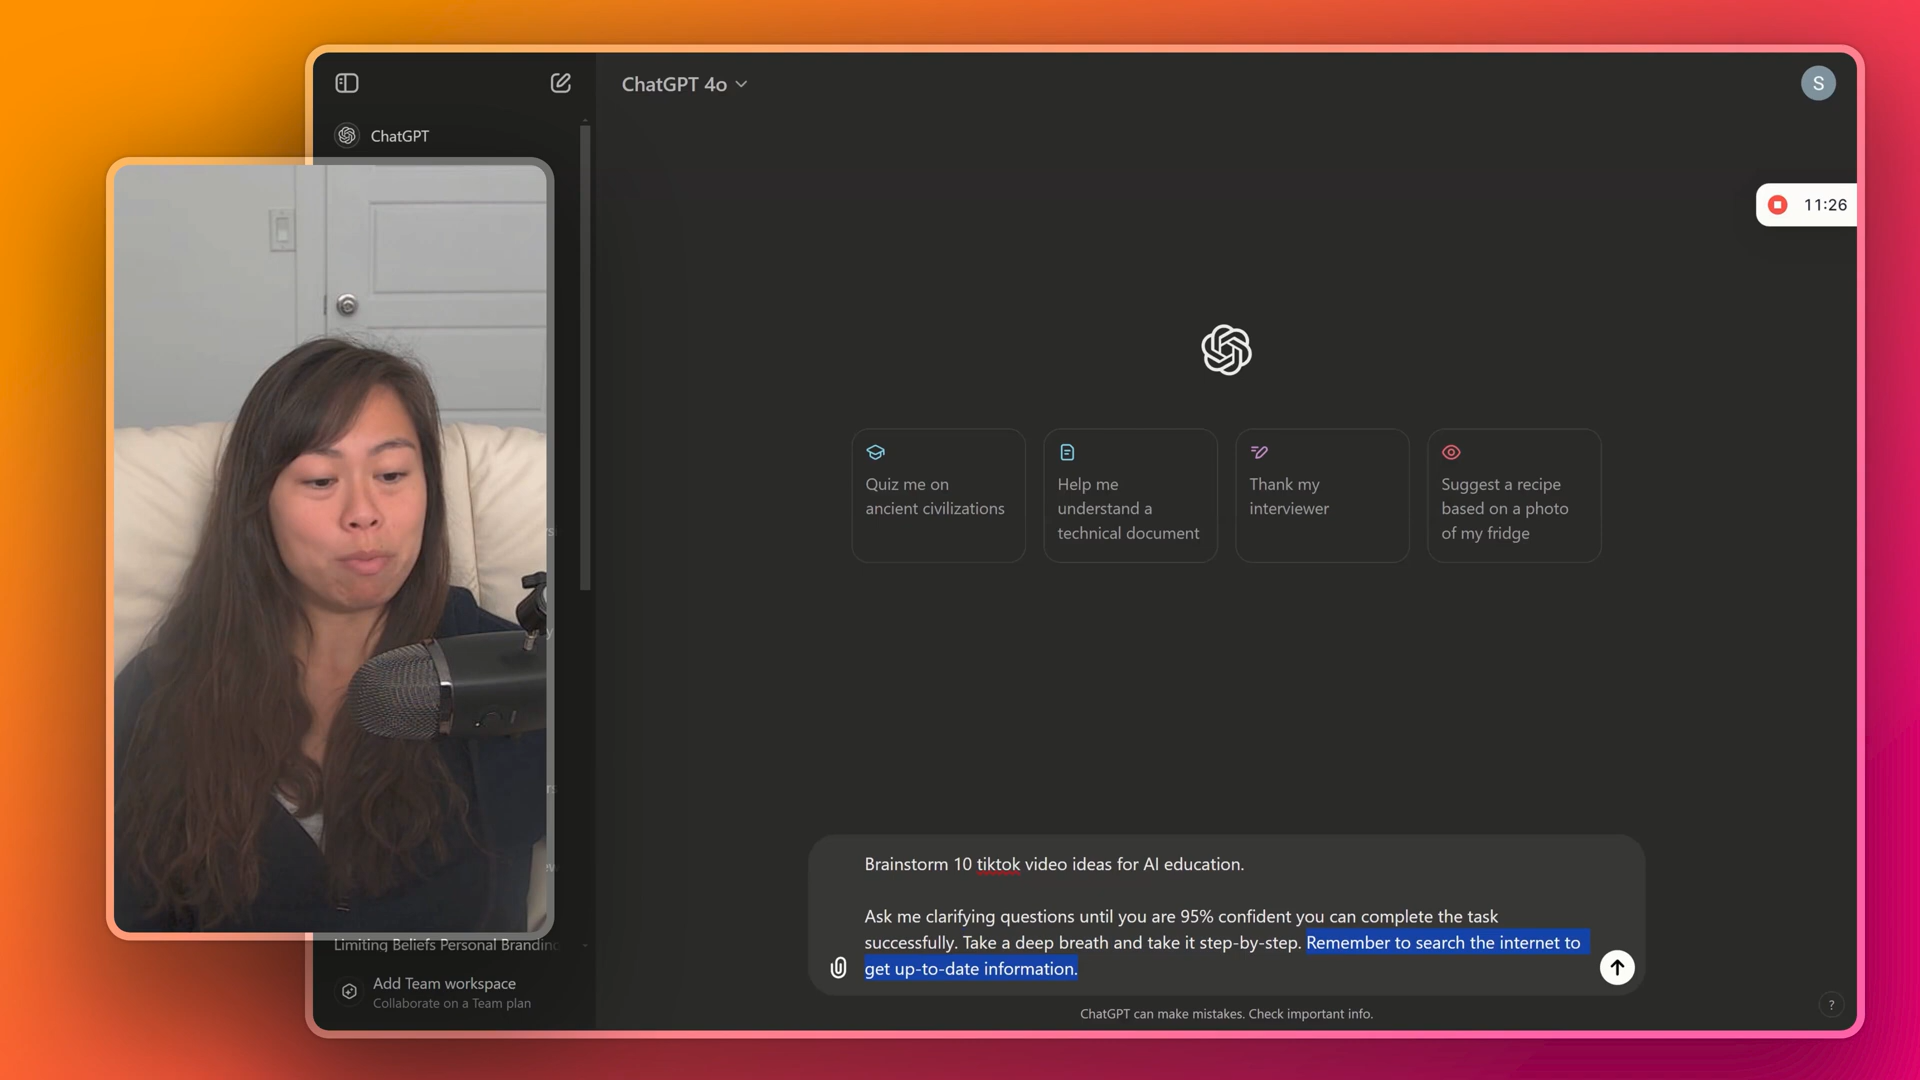 ChatGPT 4o
S
ChatGPT
11:26
Quiz me on
ancient civilizations
Help me
understand a
technical document
Thank my
interviewer
Suggest a recipe
based on a photo
of my fridge
Brainstorm 10 tiktok video ideas for AI education.
Ask me clarifying questions until you are 95% confident you can complete the task
successfully. Take a deep breath and take it step-by-step. Remember to search the internet to
get up-to-date information.
Limiting Beliefs Personal Branding
Add Team workspace
Collaborate on a Team plan
ChatGPT can make mistakes. Check important info.
?